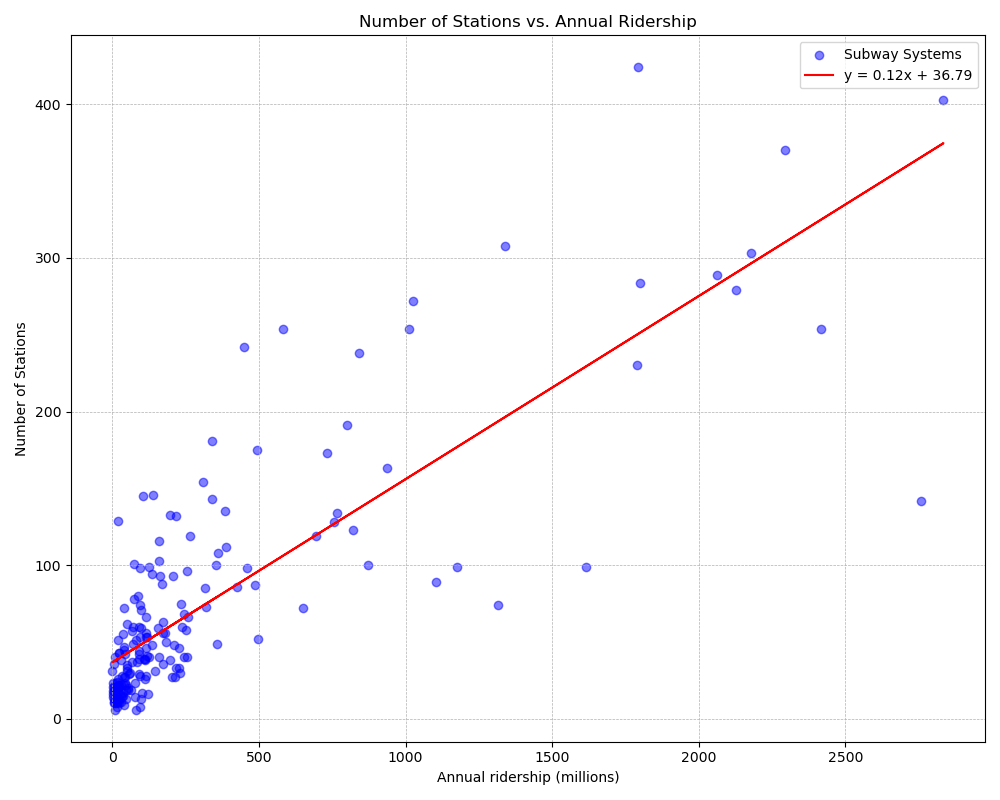 Number of Stations vs. Annual Ridership
Subway Systems
y = 0.12x + 36.79
Number of Stations
400
300
200
100
0
0 500 1000 1500 2000 2500
Annual ridership (millions)